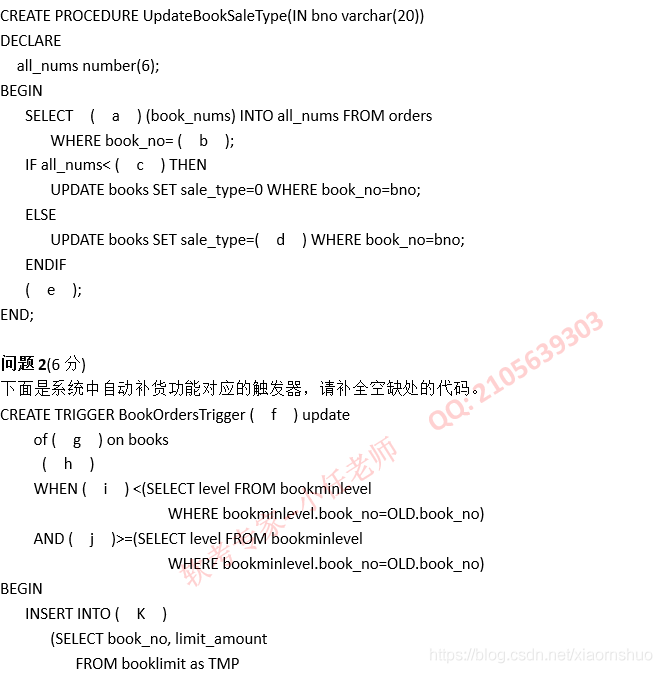 CREATE PROCEDURE UpdateBookSaleType(IN bno varchar(20))
DECLARE
all_nums number(6);
BEGIN
SELECT ( a ) (book_nums) INTO all_nums FROM orders
WHERE book_no= ( b );
IF all_nums< ( c ) THEN
UPDATE books SET sale_type=0 WHERE book_no=bno;
ELSE
UPDATE books SET sale_type=( d ) WHERE book_no=bno;
ENDIF
( e );
END;
问题 2(6 分)
下面是系统中自动补货功能对应的触发器，请补全空缺处的代码。
CREATE TRIGGER BookOrdersTrigger ( f ) update
of ( g ) on books
( h )
WHEN ( i ) <(SELECT level FROM bookminlevel
WHERE bookminlevel.book_no=OLD.book_no)
AND ( j )>=(SELECT level FROM bookminlevel
WHERE bookminlevel.book_no=OLD.book_no)
BEGIN
INSERT INTO ( K )
(SELECT book_no, limit_amount
FROM booklimit as TMP
软考专家-小任老师
QQ: 2105639303
https://blog.csdn.net/xiaornshuo